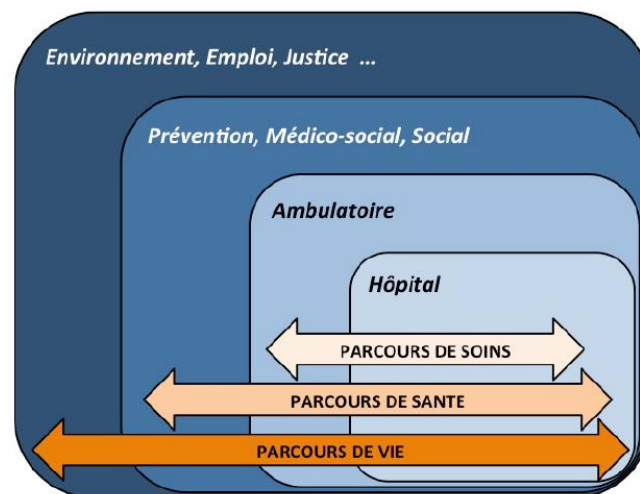 Environnement, Emploi, Justice ...
Prévention, Médico-social, Social
Ambulatoire
Hôpital
PARCOURS DE SOINS
PARCOURS DE SANTE
PARCOURS DE VIE